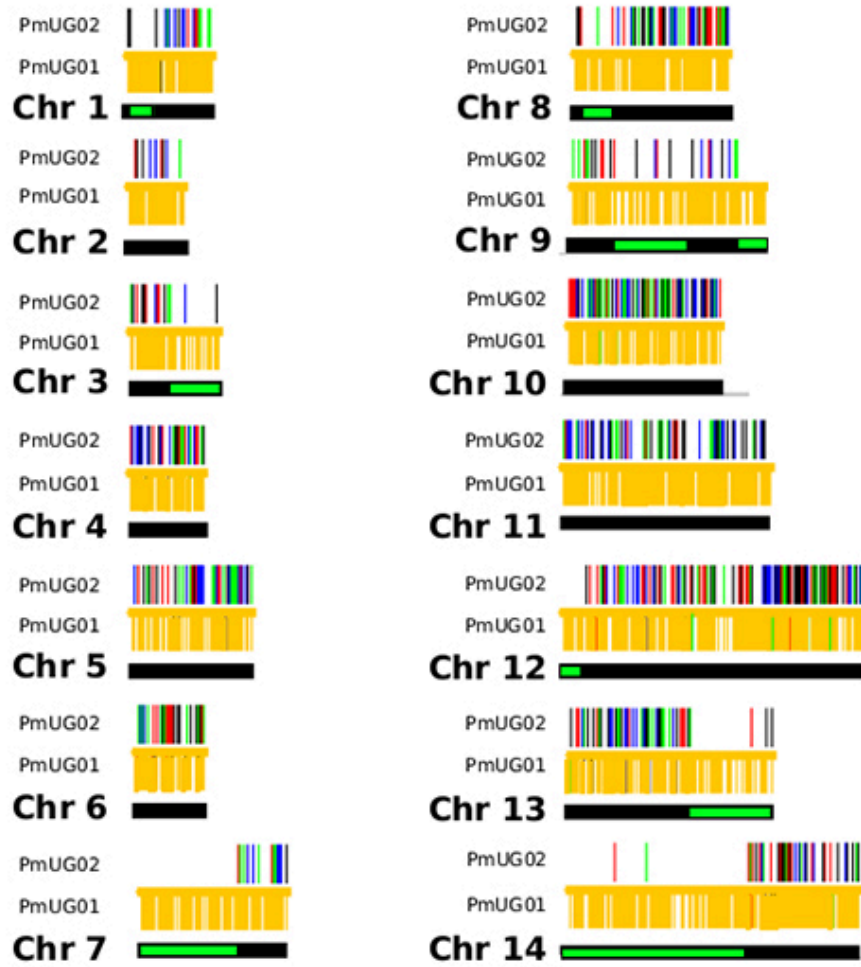 PmUG02
PmUG01
Chr 1
PmUG02
PmUG01
Chr 2
PmUG02
PmUG01
Chr 3
PmUG02
PmUG01
Chr 4
PmUG02
PmUG01
Chr 5
PmUG02
PmUG01
Chr 6
PmUG02
PmUG01
Chr 7
PmUG02
PmUG01
Chr 8
PmUG02
PmUG01
Chr 9
PmUG02
PmUG01
Chr 10
PmUG02
PmUG01
Chr 11
PmUG02
PmUG01
Chr 12
PmUG02
PmUG01
Chr 13
PmUG02
PmUG01
Chr 14